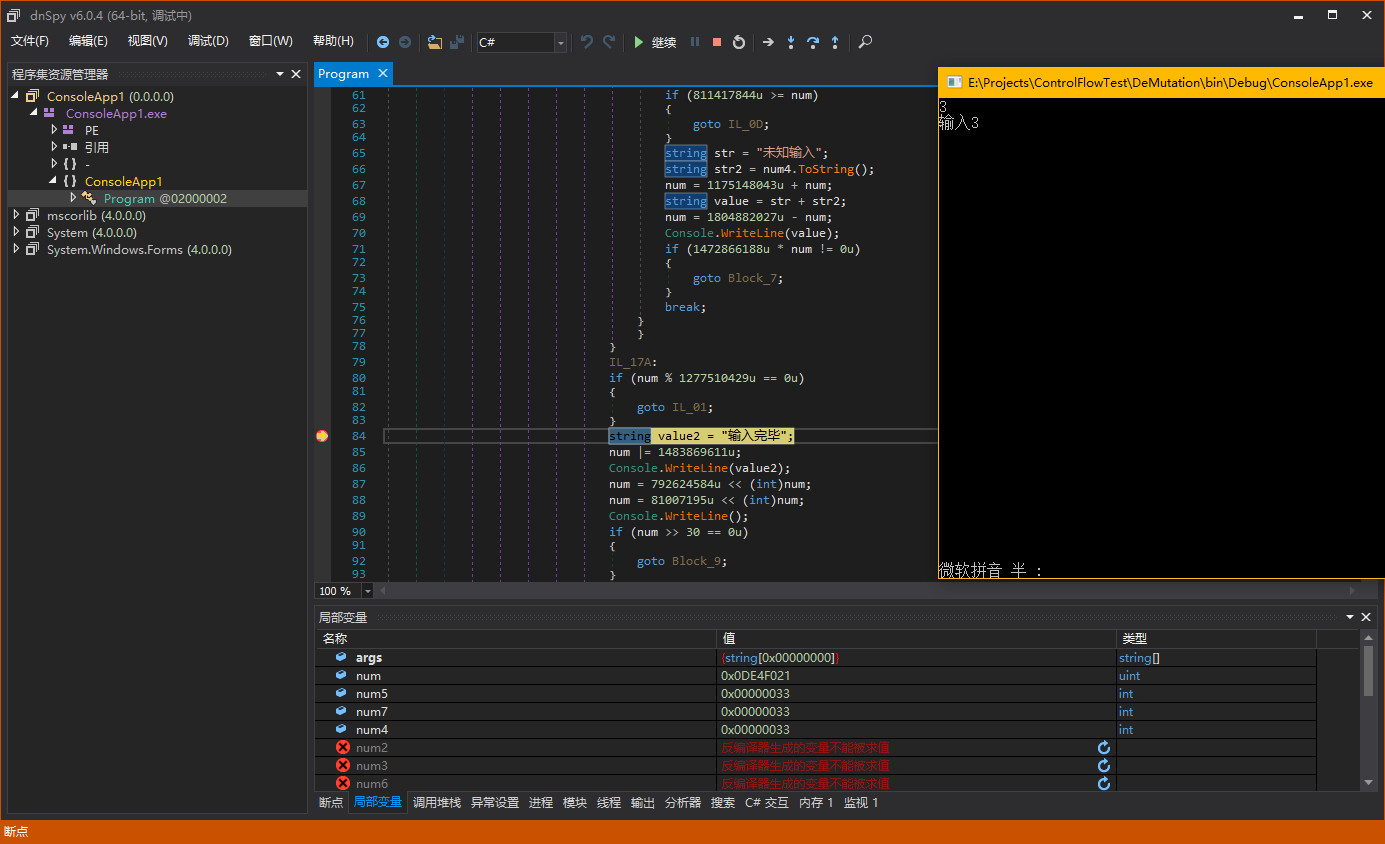 dnSpy v6.0.4 (64-bit, 调试中)
文件(F) 编辑(E) 视图(V) 调试(D) 窗口(W) 帮助(H) C# 继续
程序集资源管理器
ConsoleApp1 (0.0.0.0)
ConsoleApp1.exe
PE
引用
{ } -
{ } ConsoleApp1
Program @02000002
mscorlib (4.0.0.0)
System (4.0.0.0)
System.Windows.Forms (4.0.0.0)
Program
61 if (811417844u >= num)
62 {
63 goto IL_0D;
64 }
65 string str = "未知输入";
66 string str2 = num4.ToString();
67 num = 1175148043u + num;
68 string value = str + str2;
69 num = 1804882027u - num;
70 Console.WriteLine(value);
71 if (1472866188u * num != 0u)
72 {
73 goto Block_7;
74 }
75 break;
76 }
77 }
78 }
79 IL_17A:
80 if (num % 1277510429u == 0u)
81 {
82 goto IL_01;
83 }
84 string value2 = "输入完毕";
85 num |= 1483869611u;
86 Console.WriteLine(value2);
87 num = 792624584u << (int)num;
88 num = 81007195u << (int)num;
89 Console.WriteLine();
90 if (num >> 30 == 0u)
91 {
92 goto Block_9;
93 }
100 %
E:\Projects\ControlFlowTest\DeMutation\bin\Debug\ConsoleApp1.exe
3
输入3
微软拼音 半 :
局部变量
名称 值 类型
args {string[0x00000000]} string[]
num 0x0DE4F021 uint
num5 0x00000033 int
num7 0x00000033 int
num4 0x00000033 int
num2 反编译器生成的变量不能被求值
num3 反编译器生成的变量不能被求值
num6 反编译器生成的变量不能被求值
断点 局部变量 调用堆栈 异常设置 进程 模块 线程 输出 分析器 搜索 C# 交互 内存 1 监视 1
断点